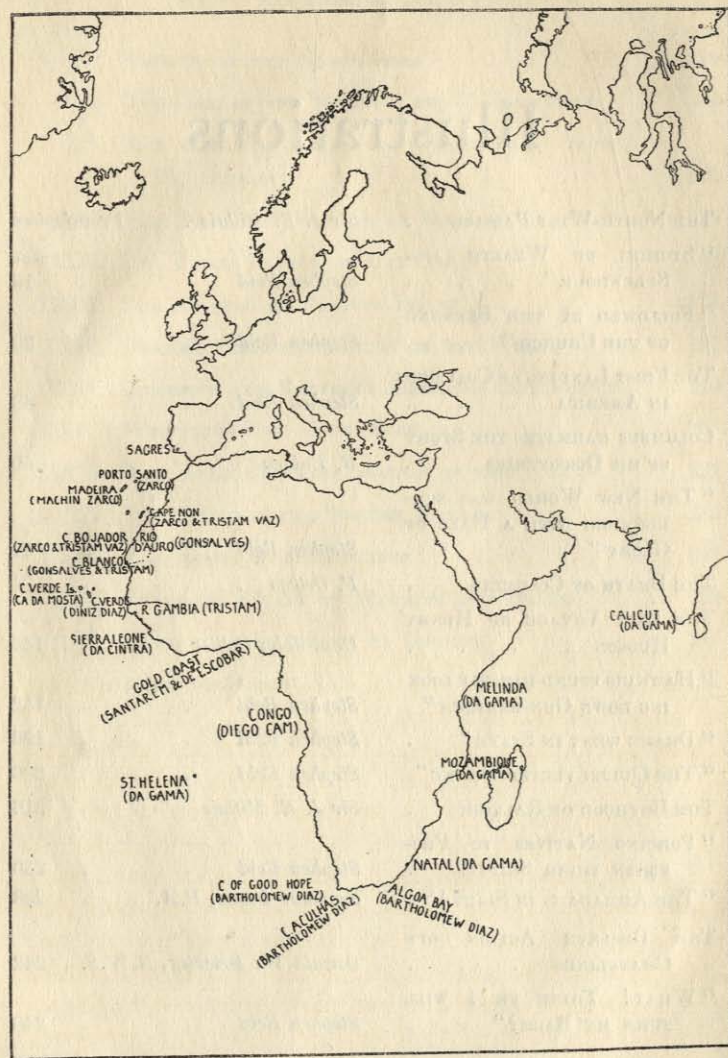 SAGRES
PORTO SANTO
(ZARCO)
MADEIRA
(MACHIN ZARCO)
CAPE NON
(ZARCO & TRISTAM VAZ)
C. BOJADOR
(ZARCO & TRISTAM VAZ)
RIO
D'AURO (GONSALVES)
C. BLANCO
(GONSALVES & TRISTAM)
C. VERDE Is.
(CA DA MOSTA)
C. VERDE
(DINIZ DIAZ)
R. GAMBIA (TRISTAM)
SIERRA LEONE
(DA CINTRA)
GOLD COAST
(SANTAREM & DE ESCOBAR)
CONGO
(DIEGO CAM)
ST. HELENA
(DA GAMA)
CALICUT
(DA GAMA)
MELINDA
(DA GAMA)
MOZAMBIQUE
(DA GAMA)
NATAL (DA GAMA)
C OF GOOD HOPE
(BARTHOLOMEW DIAZ)
C. ACULHAS
(BARTHOLOMEW DIAZ)
ALGOA BAY
(BARTHOLOMEW DIAZ)